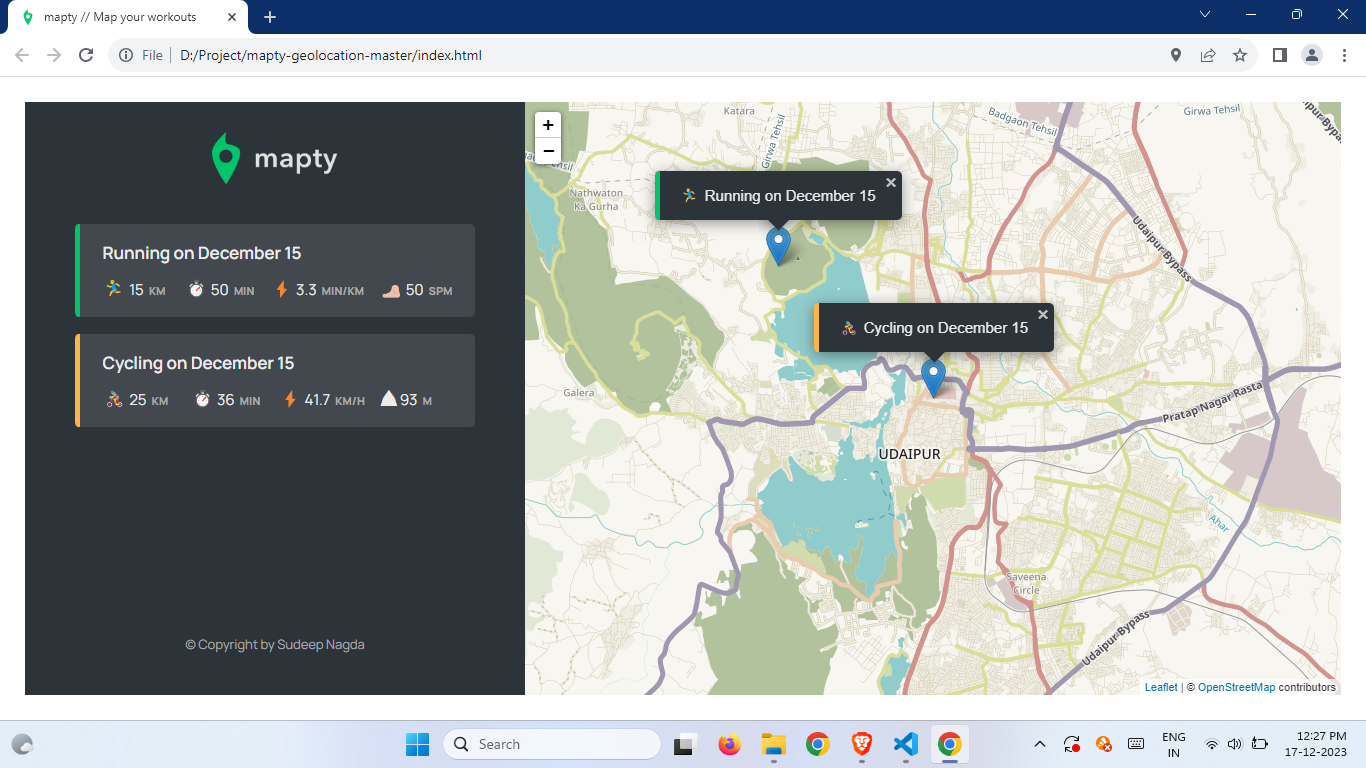 mapty // Map your workouts
File
D:/Project/mapty-geolocation-master/index.html
mapty
Running on December 15
15 KM 50 MIN 3.3 MIN/KM 50 SPM
Cycling on December 15
25 KM 36 MIN 41.7 KM/H 93 M
© Copyright by Sudeep Nagda
+
−
Katara
Girwa Tehsil
Badgaon Tehsil
Girwa Tehsil
Nathwaton
Ka Gurha
Running on December 15
Udaipur Bypass
Cycling on December 15
Galera
Pratap Nagar Rasta
UDAIPUR
Ahar
Saveena
Circle
Udaipur Bypass
Leaflet | © OpenStreetMap contributors
Search
ENG
IN
12:27 PM
17-12-2023